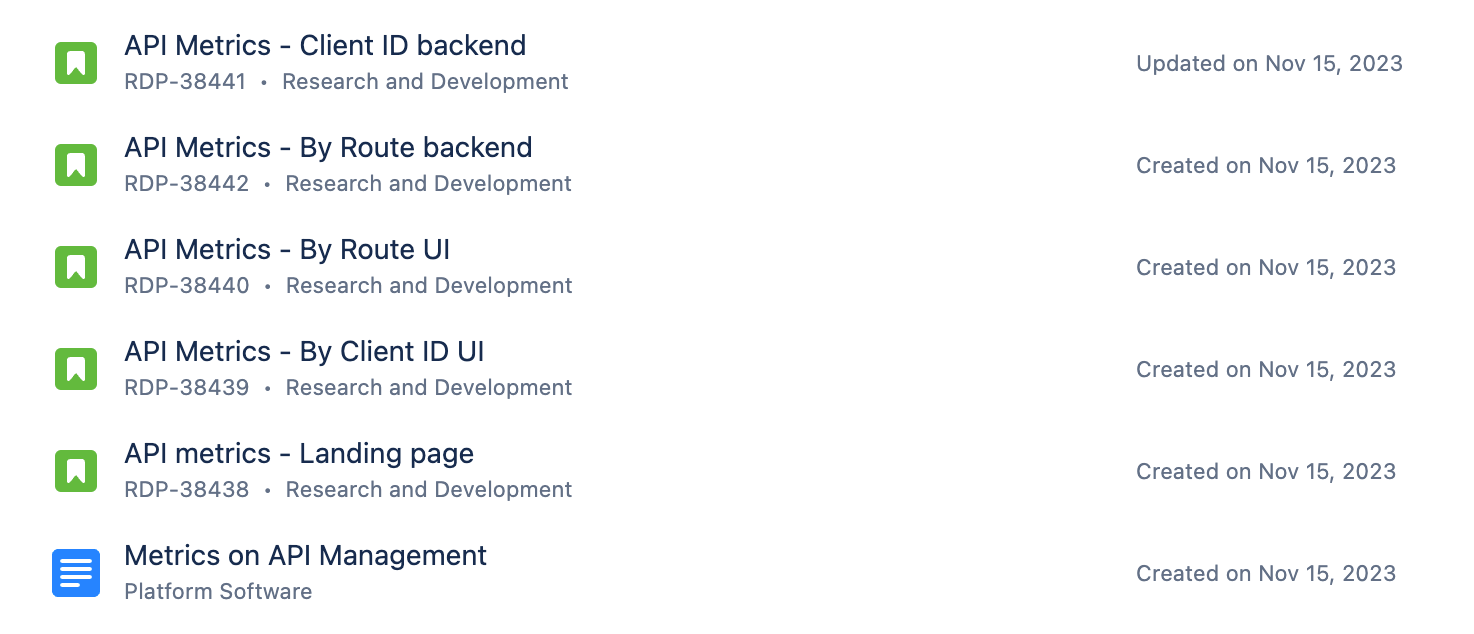 API Metrics - Client ID backend
RDP-38441 • Research and Development
Updated on Nov 15, 2023
API Metrics - By Route backend
RDP-38442 • Research and Development
Created on Nov 15, 2023
API Metrics - By Route UI
RDP-38440 • Research and Development
Created on Nov 15, 2023
API Metrics - By Client ID UI
RDP-38439 • Research and Development
Created on Nov 15, 2023
API metrics - Landing page
RDP-38438 • Research and Development
Created on Nov 15, 2023
Metrics on API Management
Platform Software
Created on Nov 15, 2023